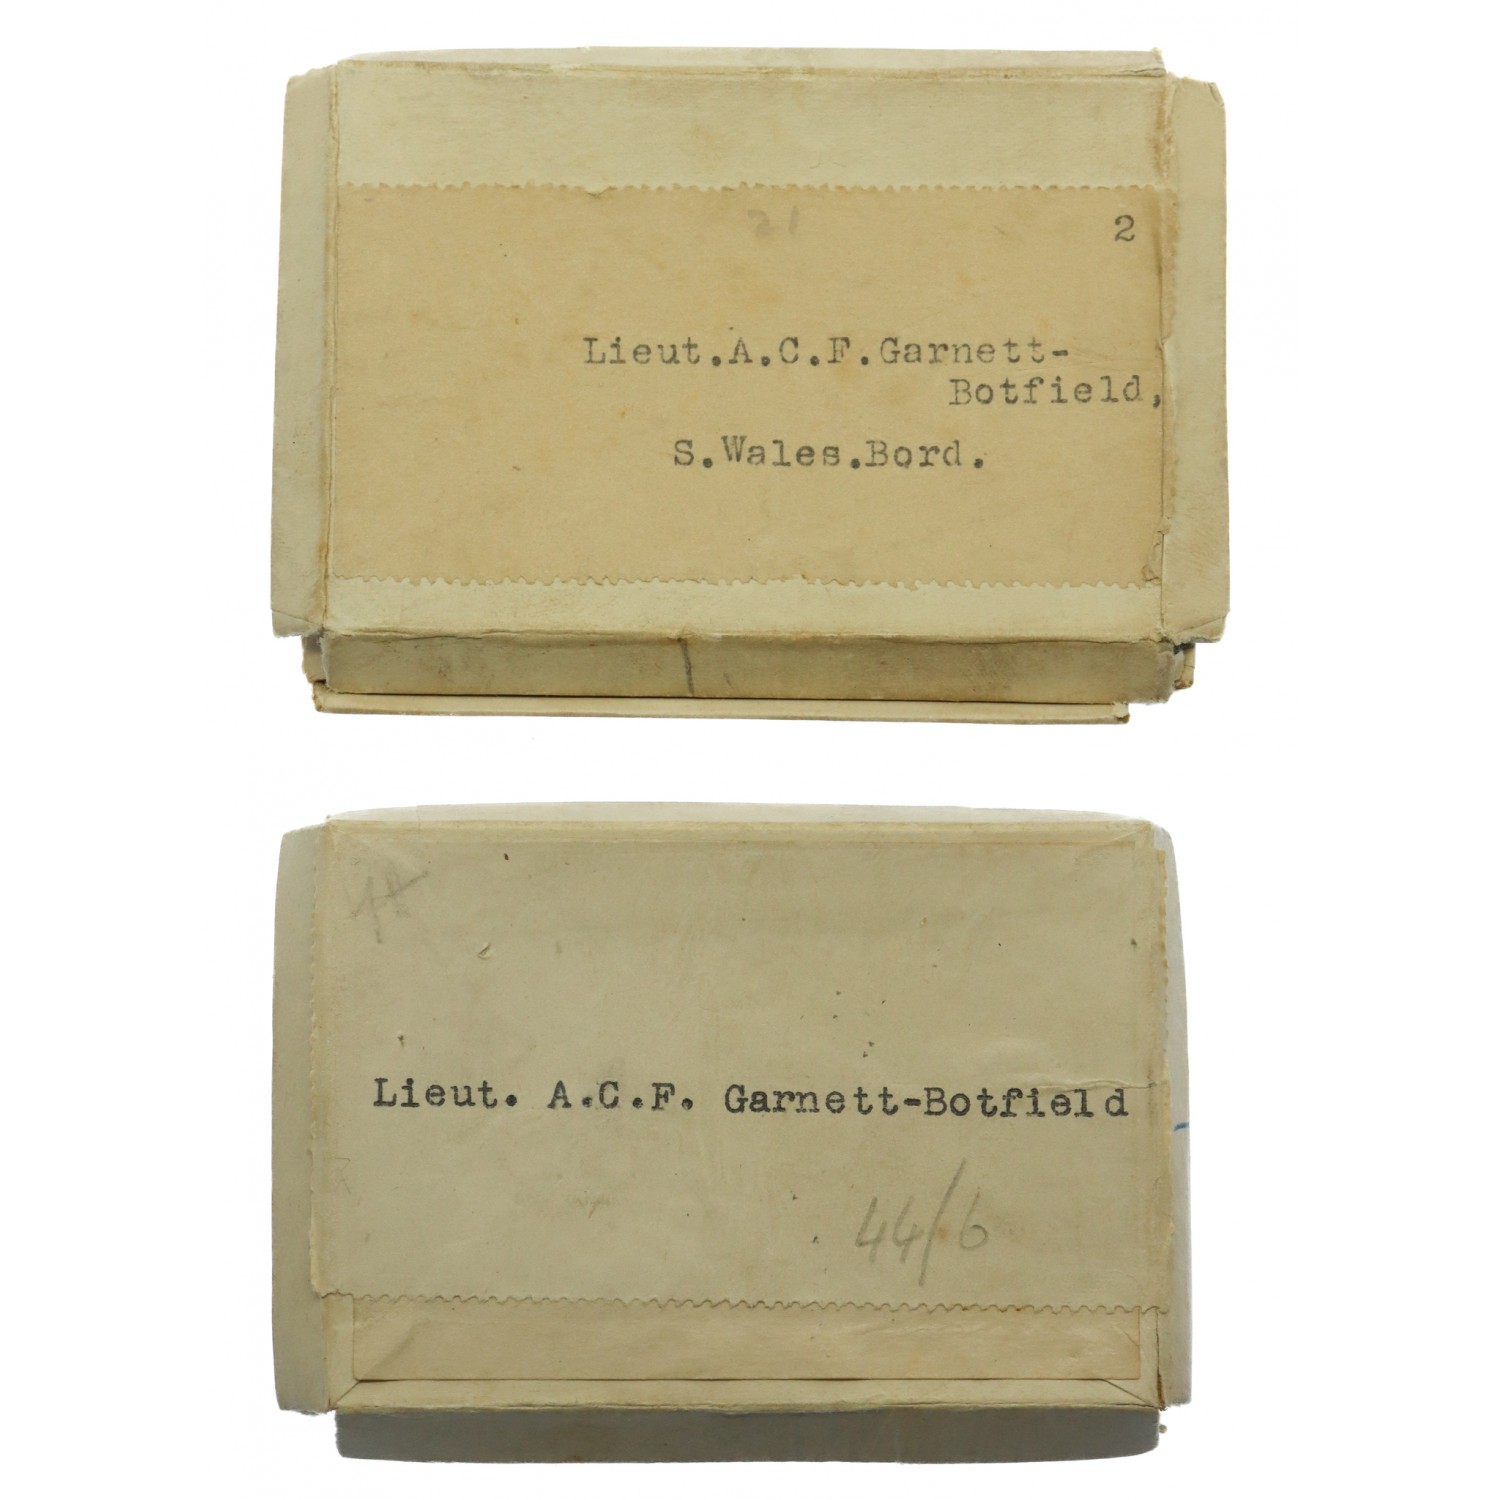 2
Lieut.A.C.F.Garnett-
Botfield,
S.Wales.Bord.
Lieut. A.C.F. Garnett-Botfield
44/6